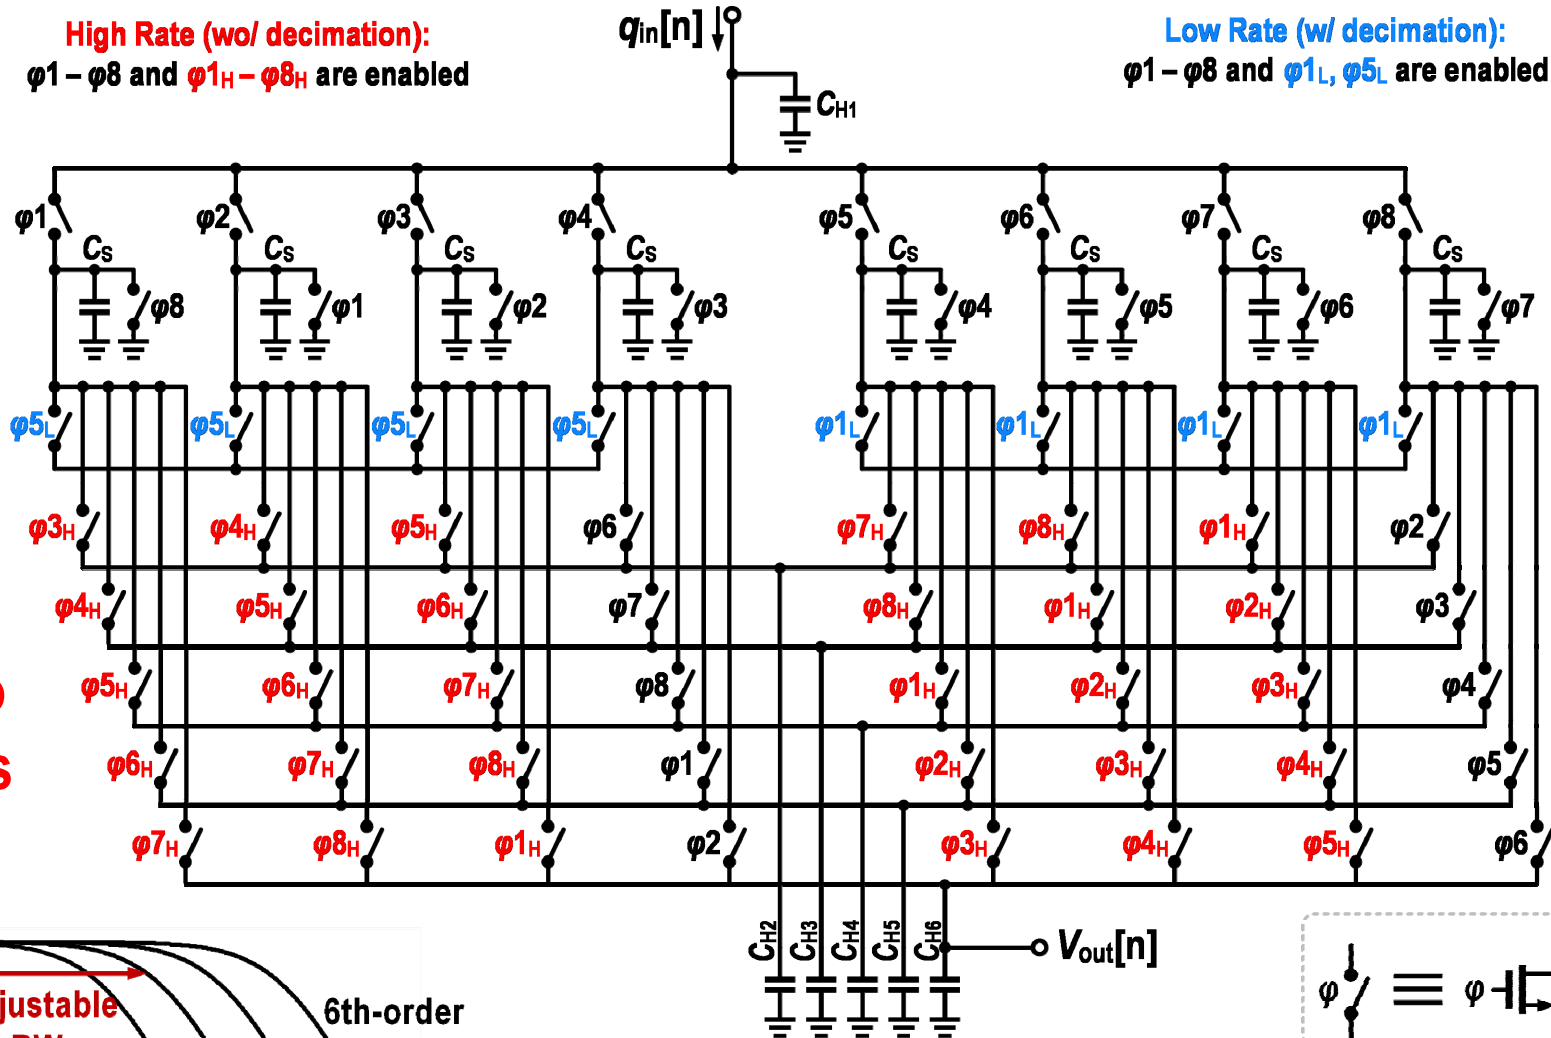 High Rate (wo/ decimation):
φ1 – φ8 and φ1H – φ8H are enabled
qin[n]
Low Rate (w/ decimation):
φ1 – φ8 and φ1L, φ5L are enabled
CH1
φ1 φ2 φ3 φ4 φ5 φ6 φ7 φ8
CS CS CS CS CS CS CS CS
φ8 φ1 φ2 φ3 φ4 φ5 φ6 φ7
φ5L φ5L φ5L φ5L φ1L φ1L φ1L φ1L
φ3H φ4H φ5H φ6 φ7H φ8H φ1H φ2
φ4H φ5H φ6H φ7 φ8H φ1H φ2H φ3
φ5H φ6H φ7H φ8 φ1H φ2H φ3H φ4
φ6H φ7H φ8H φ1 φ2H φ3H φ4H φ5
φ7H φ8H φ1H φ2 φ3H φ4H φ5H φ6
CH2 CH3 CH4 CH5 CH6
Vout[n]
justable
6th-order
φ φ